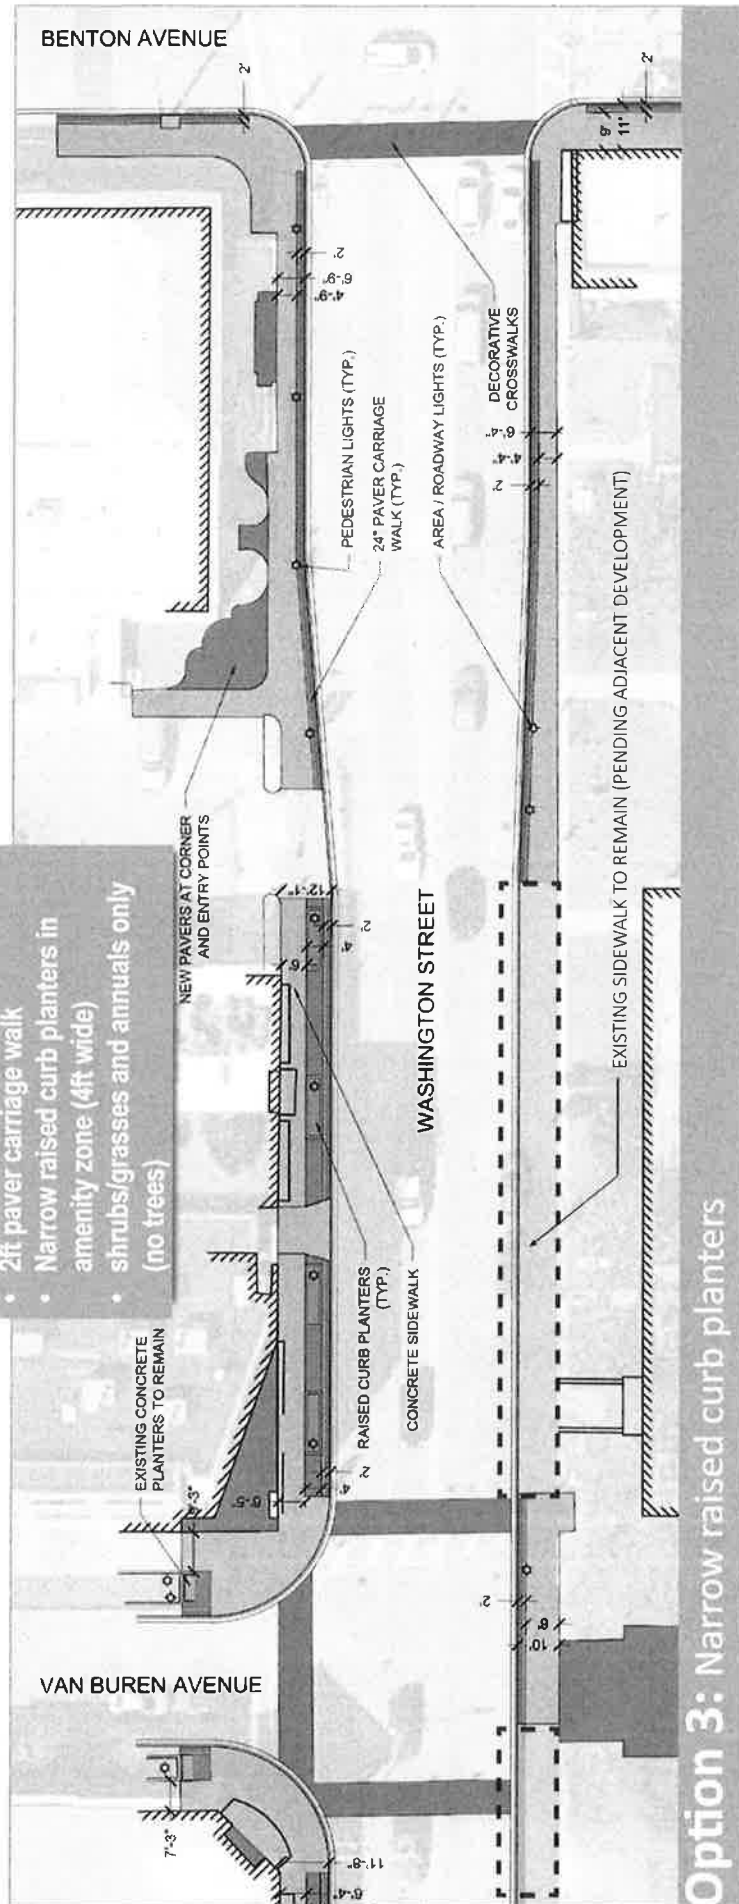 BENTON AVENUE
2'
2'
9'
11'
2'
6'-9"
4'-9"
PEDESTRIAN LIGHTS (TYP.)
24" PAVER CARRIAGE
WALK (TYP.)
AREA / ROADWAY LIGHTS (TYP.)
DECORATIVE
CROSSWALKS
6'-4"
4'-4"
2'
2ft paver carriage walk
• Narrow raised curb planters in
amenity zone (4ft wide)
• shrubs/grasses and annuals only
(no trees)
NEW PAVERS AT CORNER
AND ENTRY POINTS
12'-1"
2'
4'
6'
WASHINGTON STREET
EXISTING SIDEWALK TO REMAIN (PENDING ADJACENT DEVELOPMENT)
EXISTING CONCRETE
PLANTERS TO REMAIN
RAISED CURB PLANTERS
(TYP.)
CONCRETE SIDEWALK
2'
4'
2'
10'
VAN BUREN AVENUE
7'-3"
11'-8"
6'-4"
Option 3: Narrow raised curb planters